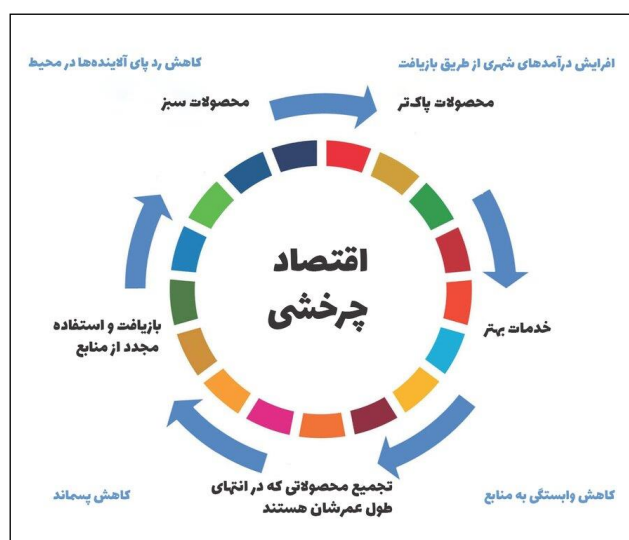 افزایش درآمدهای شهری از طریق بازیافت
کاهش رد پای آلاینده‌ها در محیط
محصولات پاک‌تر
محصولات سبز
اقتصاد
چرخشی
خدمات بهتر
بازیافت و استفاده
مجدد از منابع
تجمیع محصولاتی که در انتهای
طول عمرشان هستند
کاهش وابستگی به منابع
کاهش پسماند